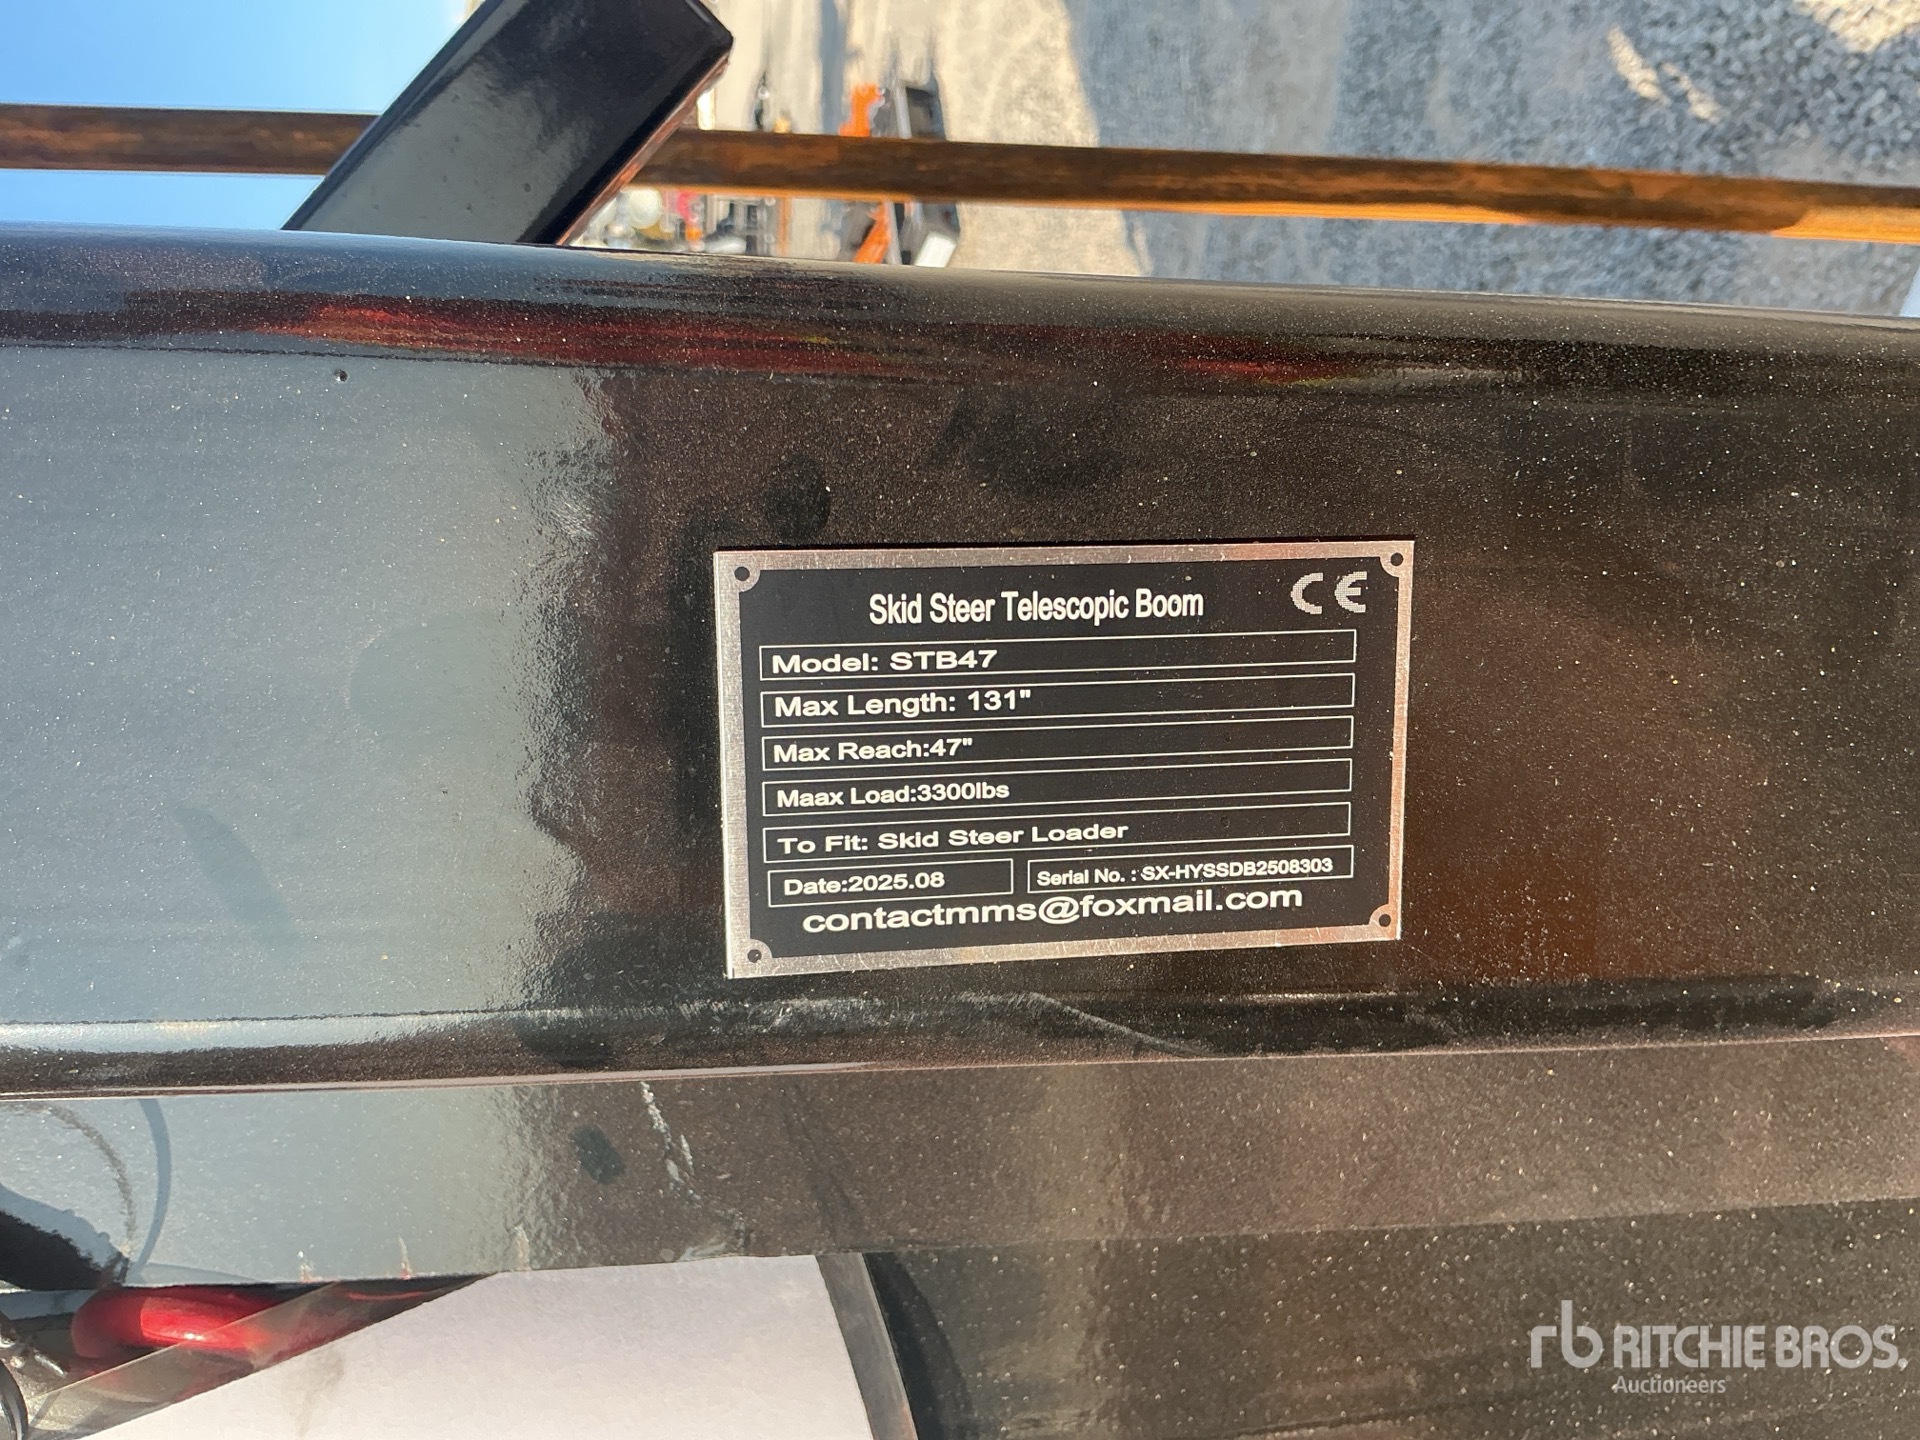 Skid Steer Telescopic Boom CE
Model: STB47
Max Length: 131"
Max Reach:47"
Maax Load:3300lbs
To Fit: Skid Steer Loader
Date:2025.08 Serial No. : SX-HYSSDB2508303
contactmms@foxmail.com
rb RITCHIE BROS.
Auctioneers